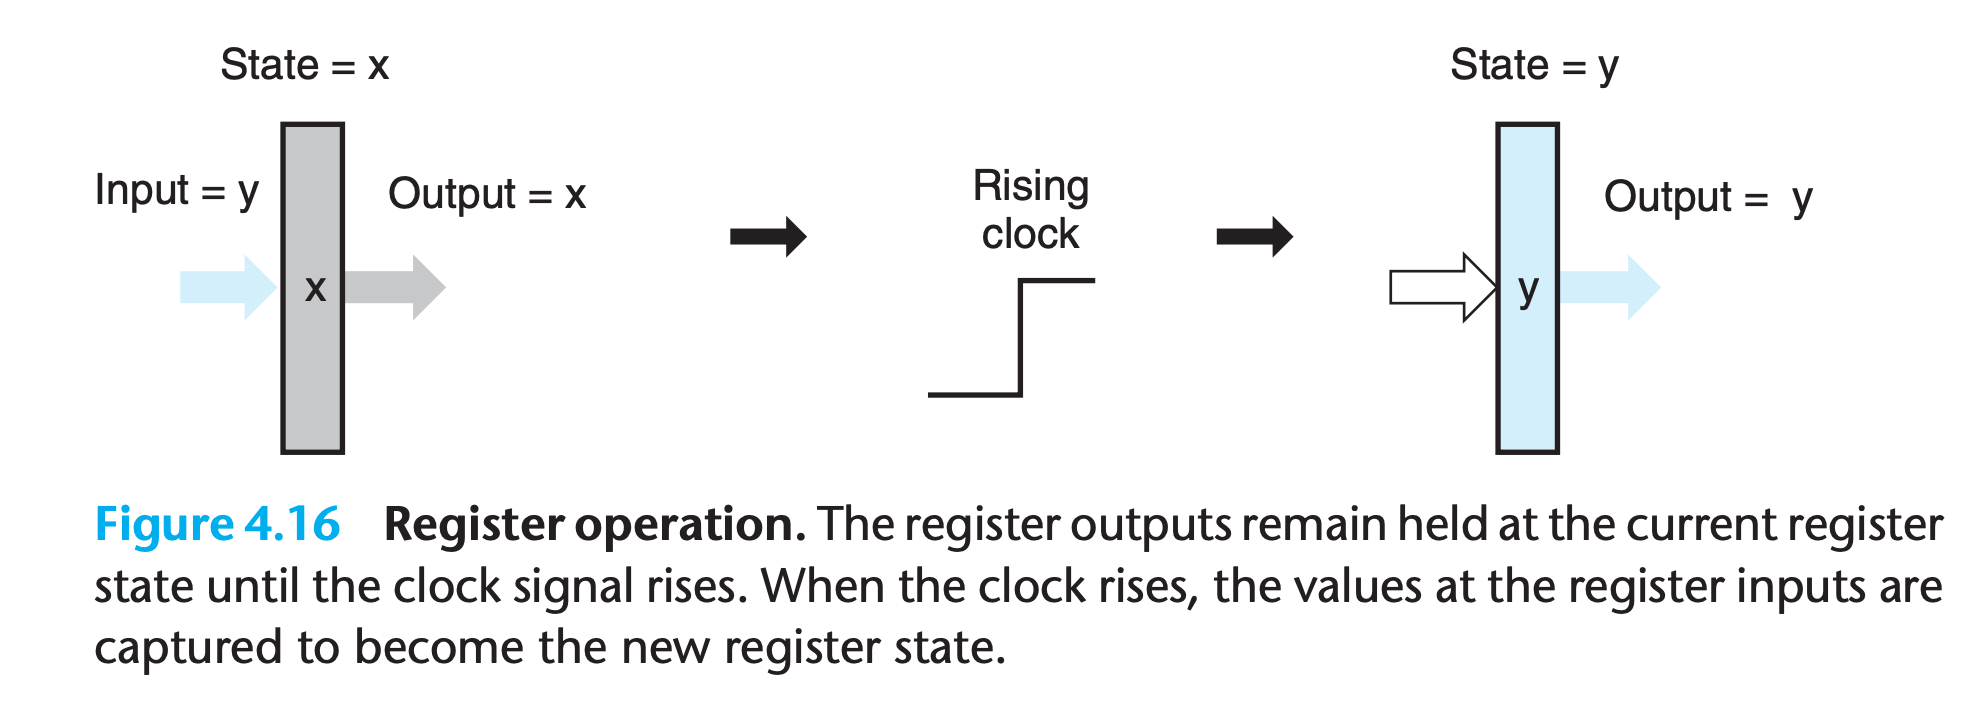 State = x
Input = y
Output = x
x
Rising
clock
State = y
Output = y
y
Figure 4.16 Register operation. The register outputs remain held at the current register
state until the clock signal rises. When the clock rises, the values at the register inputs are
captured to become the new register state.